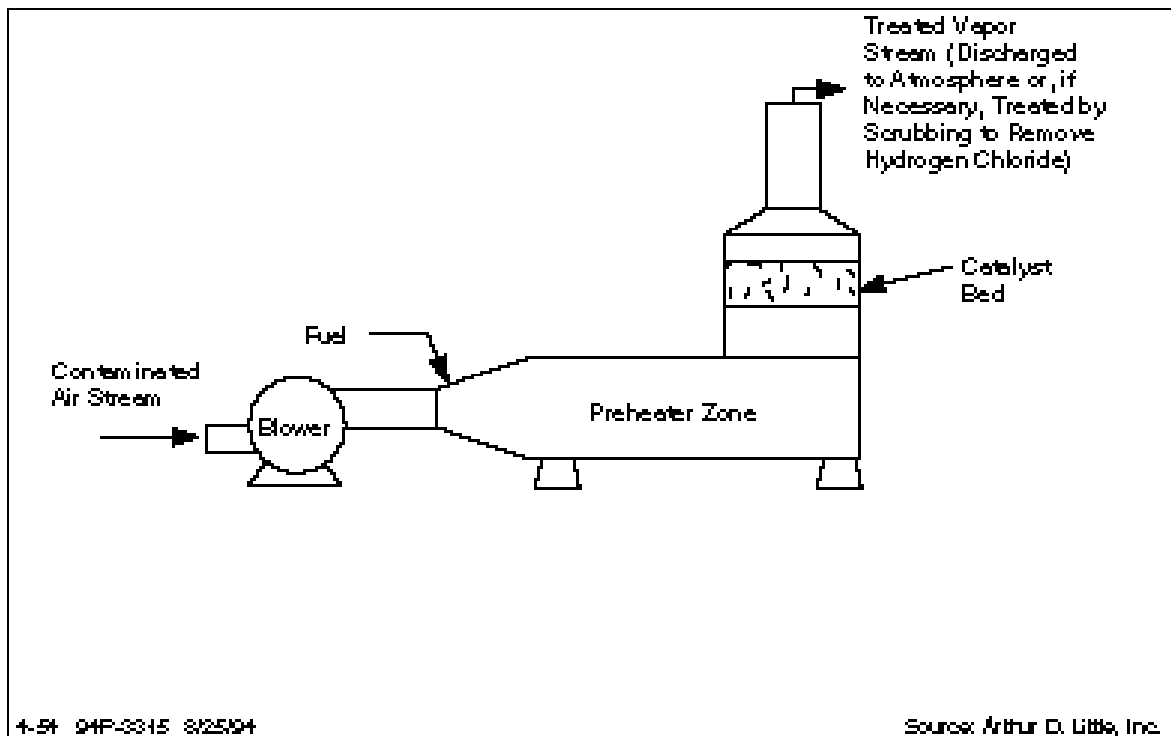 Treated Vapor
Stream (Discharged
to Atmosphere or, if
Necessary, Treated by
Scrubbing to Remove
Hydrogen Chloride)
Catalyst
Bed
Fuel
Contaminated
Air Stream
Blower
Preheater Zone
4-54 94P-3315 8/25/94
Source: Arthur D. Little, Inc.